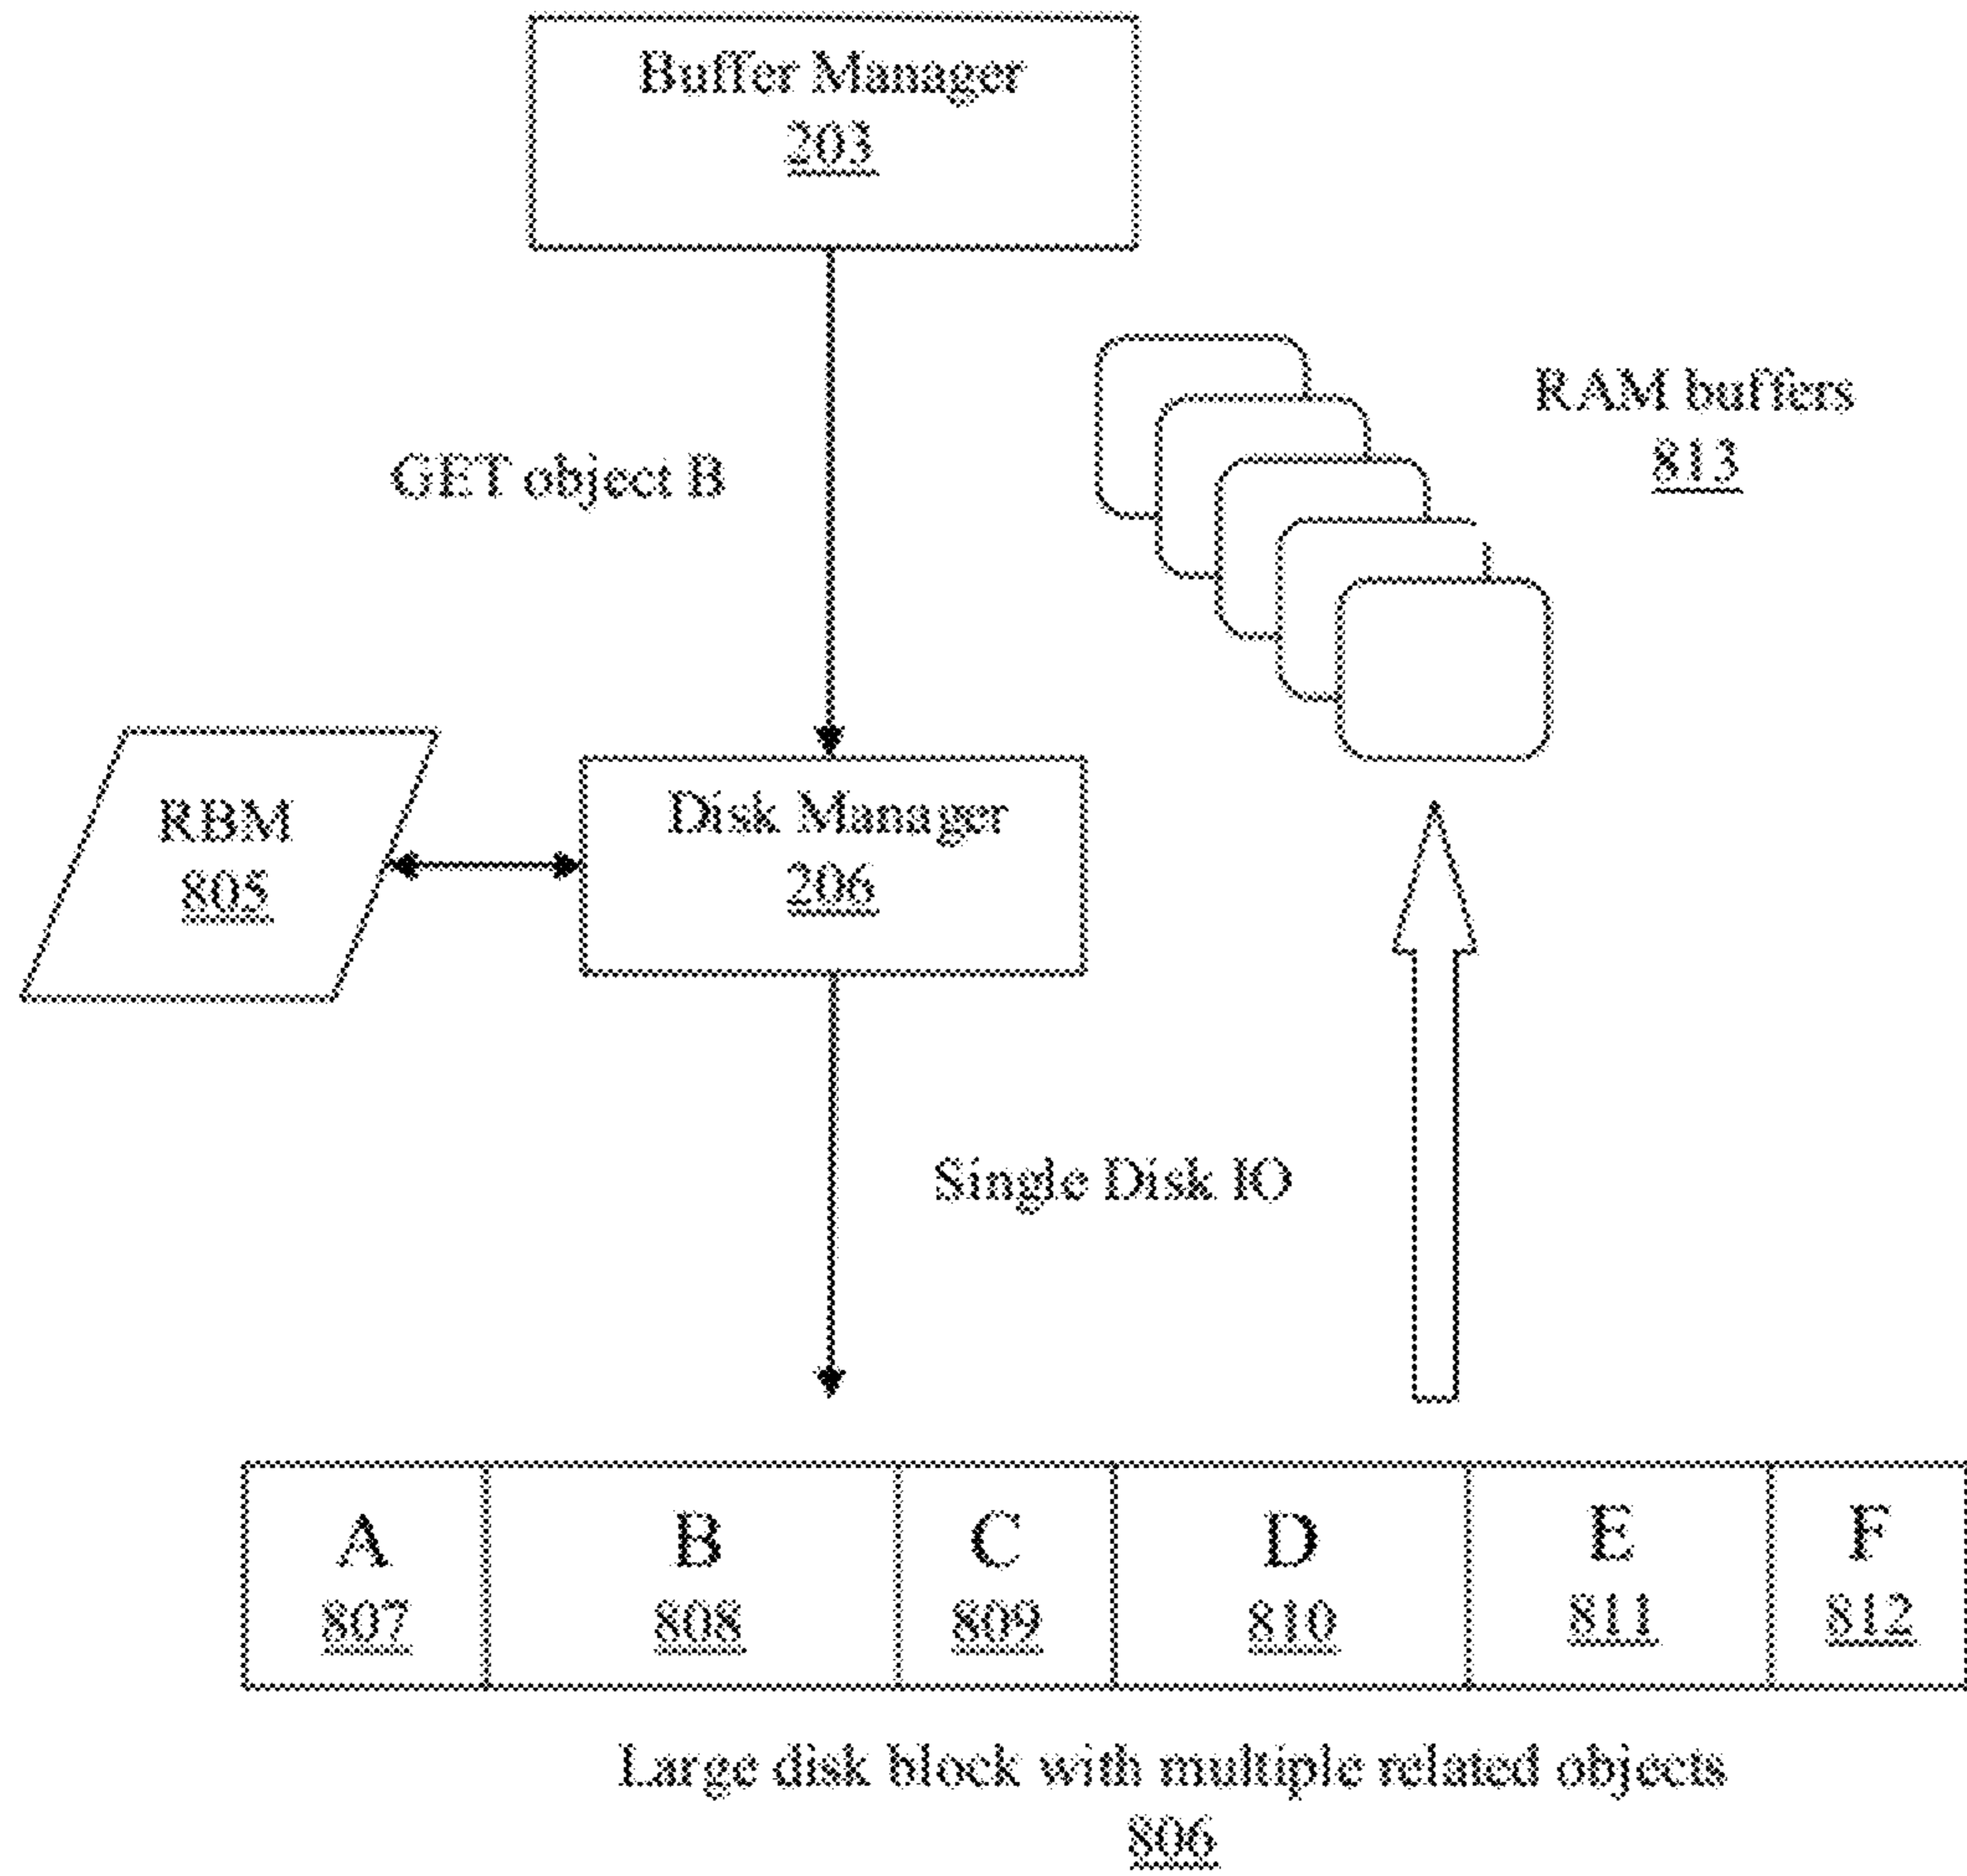 Buffer Manager
203
RAM buffers
813
GET object B
RBM
805
Disk Manager
206
Single Disk IO
A
807
B
808
C
809
D
810
E
811
F
812
Large disk block with multiple related objects
806